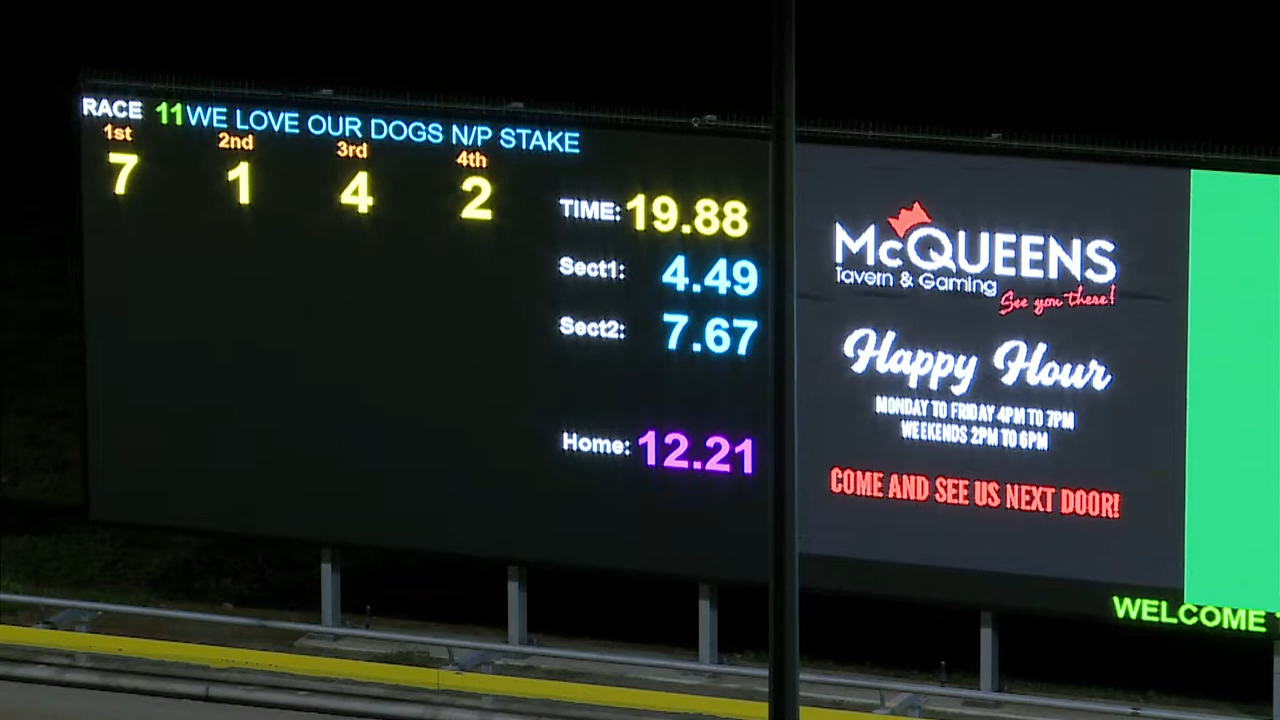 RACE 11 WE LOVE OUR DOGS N/P STAKE
1st 2nd 3rd 4th
7 1 4 2
TIME: 19.88
Sect1: 4.49
Sect2: 7.67
Home: 12.21
McQUEENS
Tavern & Gaming
See you there!
Happy Hour
MONDAY TO FRIDAY 4PM TO 7PM
WEEKENDS 2PM TO 6PM
COME AND SEE US NEXT DOOR!
WELCOME